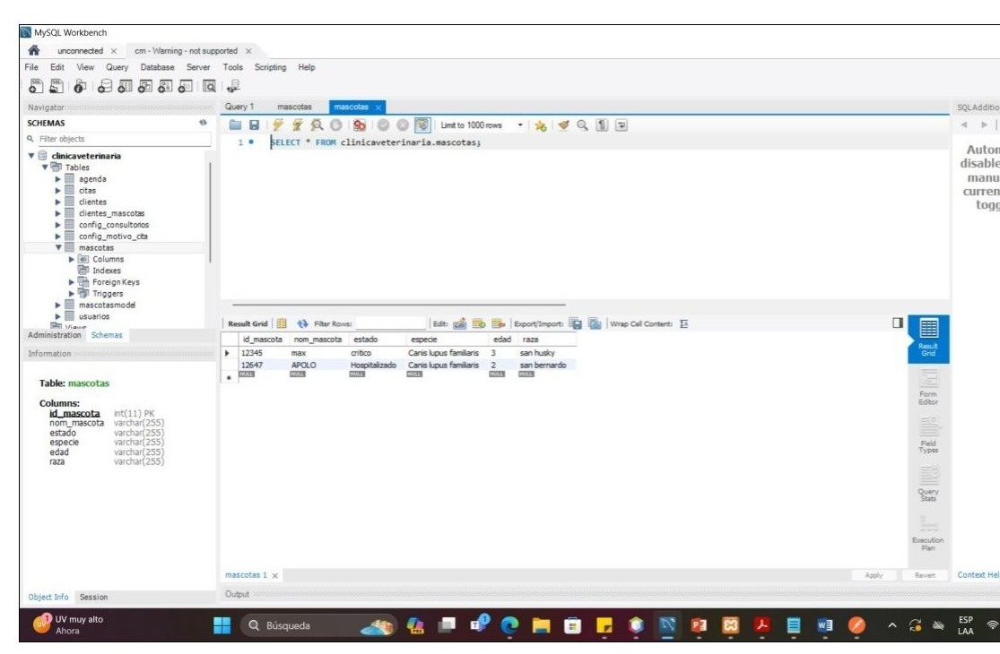 MySQL Workbench
unconnected × cm - Warning - not supported ×
File Edit View Query Database Server Tools Scripting Help
Navigator
SCHEMAS
Filter objects
clinicaveterinaria
Tables
agenda
citas
clientes
clientes_mascotas
config_consultorios
config_motivo_cita
mascotas
Columns
Indexes
Foreign Keys
Triggers
mascotasmodel
usuarios
Views
Administration Schemas
Information
Table: mascotas
Columns:
id_mascota int(11) PK
nom_mascota varchar(255)
estado varchar(255)
especie varchar(255)
edad varchar(255)
raza varchar(255)
Object Info Session
Query 1 mascotas mascotas ×
Limit to 1000 rows
1 SELECT * FROM clinicaveterinaria.mascotas;
Result Grid Filter Rows: Edit: Export/Import: Wrap Cell Content:
id_mascota nom_mascota estado especie edad raza
12345 max critico Canis lupus familiaris 3 san husky
12647 APOLO Hospitalizado Canis lupus familiaris 2 san bernardo
NULL NULL NULL NULL NULL NULL
Result
Grid
Form
Editor
Field
Types
Query
Stats
Execution
Plan
mascotas 1 × Apply Revert
Output
SQLAdditio
Autom
disable
manu
curren
togg
Context Hel
UV muy alto
Ahora
Búsqueda
ESP
LAA